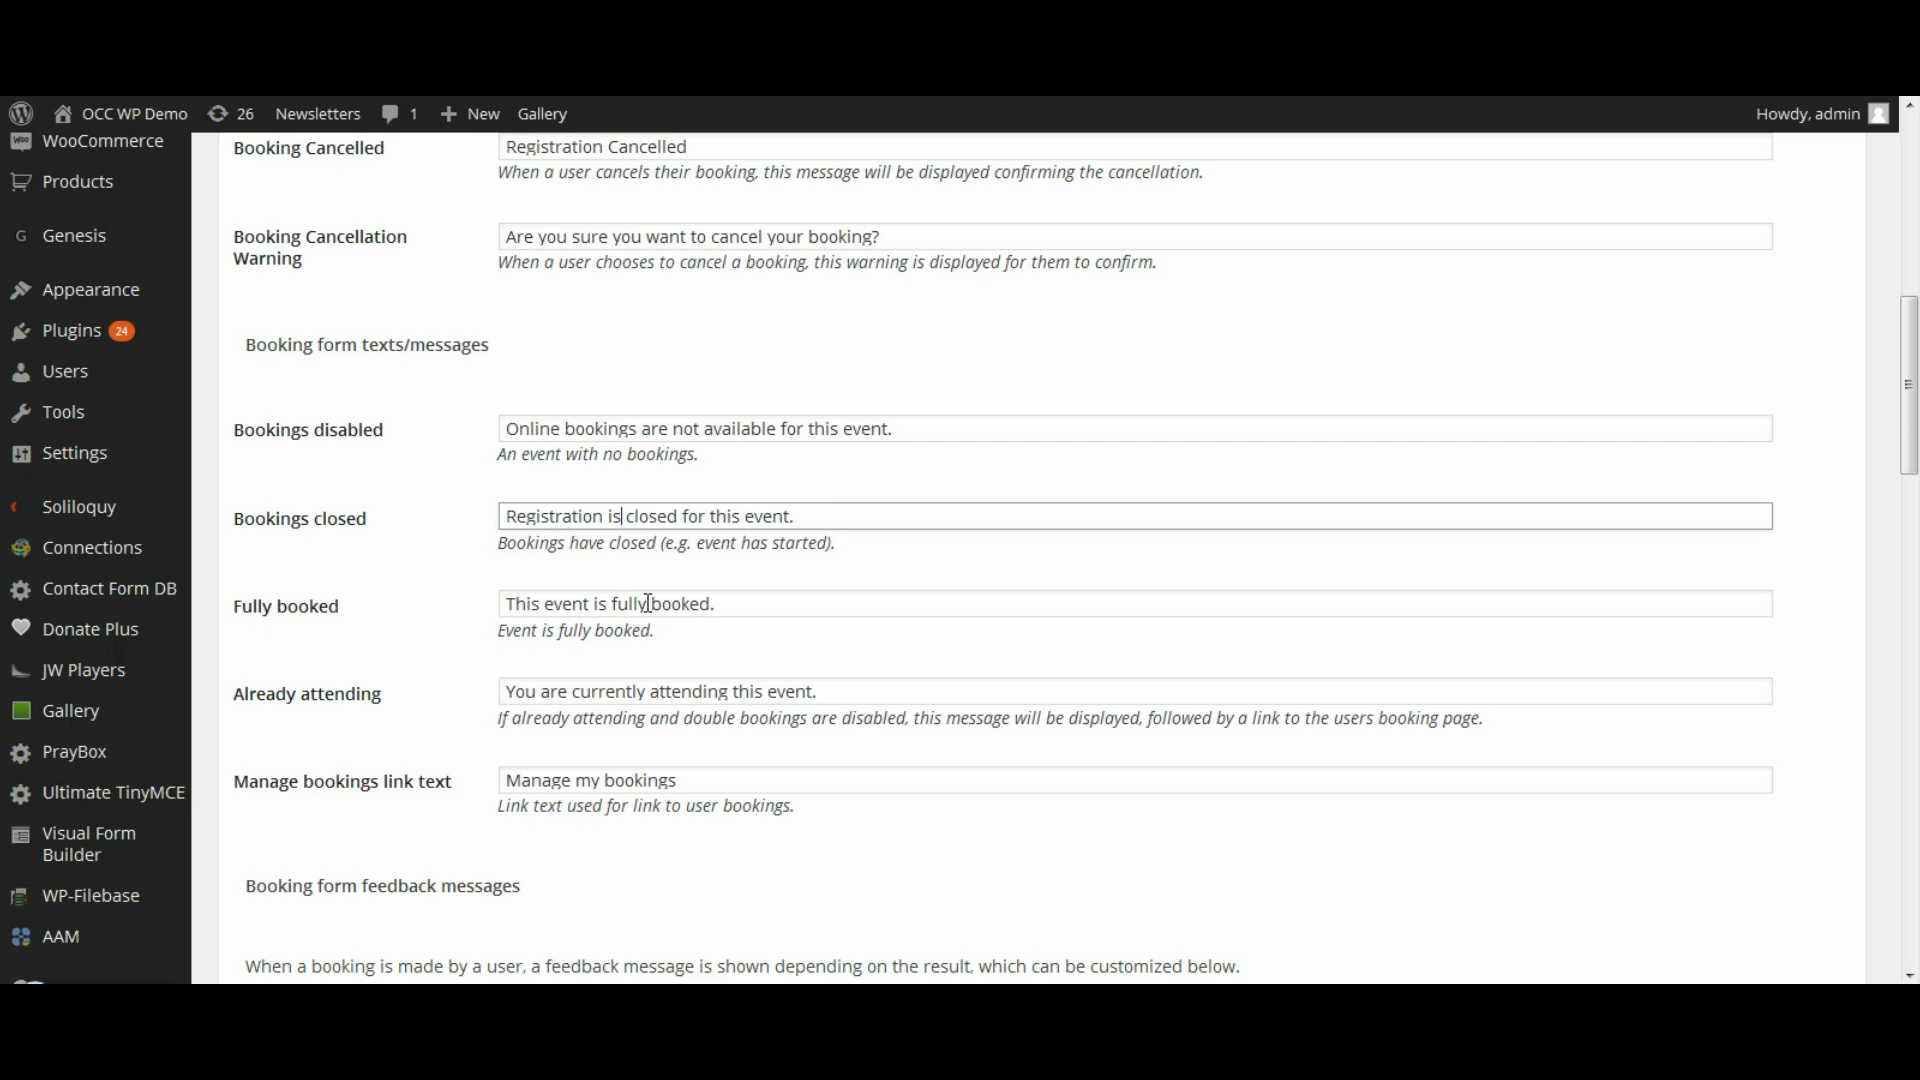 OCC WP Demo 26 Newsletters 1 New Gallery Howdy, admin
WooCommerce
Products
G Genesis
Appearance
Plugins 24
Users
Tools
Settings
Soliloquy
Connections
Contact Form DB
Donate Plus
JW Players
Gallery
PrayBox
Ultimate TinyMCE
Visual Form
Builder
WP-Filebase
AAM
Booking Cancelled
Registration Cancelled
When a user cancels their booking, this message will be displayed confirming the cancellation.
Booking Cancellation
Warning
Are you sure you want to cancel your booking?
When a user chooses to cancel a booking, this warning is displayed for them to confirm.
Booking form texts/messages
Bookings disabled
Online bookings are not available for this event.
An event with no bookings.
Bookings closed
Registration is closed for this event.
Bookings have closed (e.g. event has started).
Fully booked
This event is fully booked.
Event is fully booked.
Already attending
You are currently attending this event.
If already attending and double bookings are disabled, this message will be displayed, followed by a link to the users booking page.
Manage bookings link text
Manage my bookings
Link text used for link to user bookings.
Booking form feedback messages
When a booking is made by a user, a feedback message is shown depending on the result, which can be customized below.